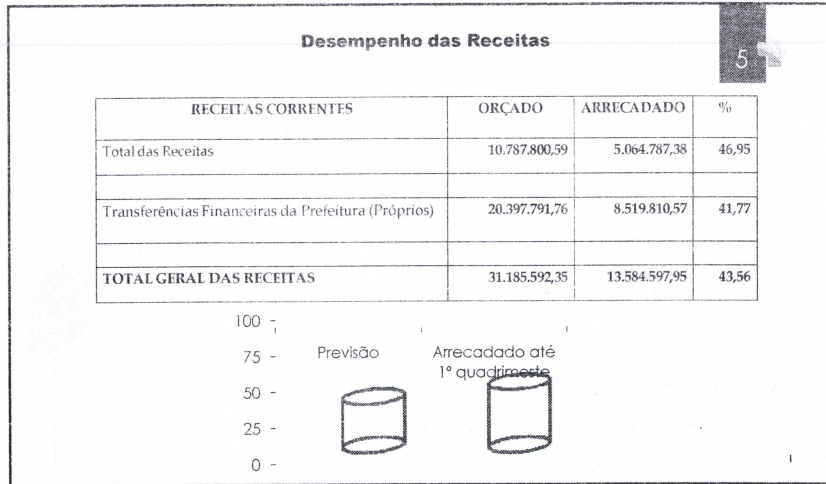 Desempenho das Receitas
5
RECEITAS CORRENTES ORÇADO ARRECADADO %
Total das Receitas 10.787.800,59 5.064.787,38 46,95
Transferências Financeiras da Prefeitura (Próprios) 20.397.791,76 8.519.810,57 41,77
TOTAL GERAL DAS RECEITAS 31.185.592,35 13.584.597,95 43,56
100
75
50
25
0
Previsão
Arrecadado até
1º quadrimeste